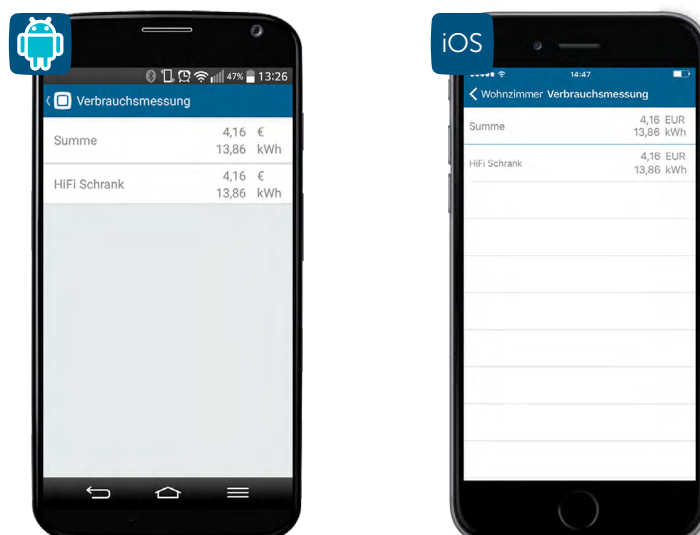 47% 13:26
Verbrauchsmessung
Summe
4,16 €
13,86 kWh
HiFi Schrank
4,16 €
13,86 kWh
iOS
14:47
Wohnzimmer Verbrauchsmessung
Summe
4,16 EUR
13,86 kWh
HiFi Schrank
4,16 EUR
13,86 kWh